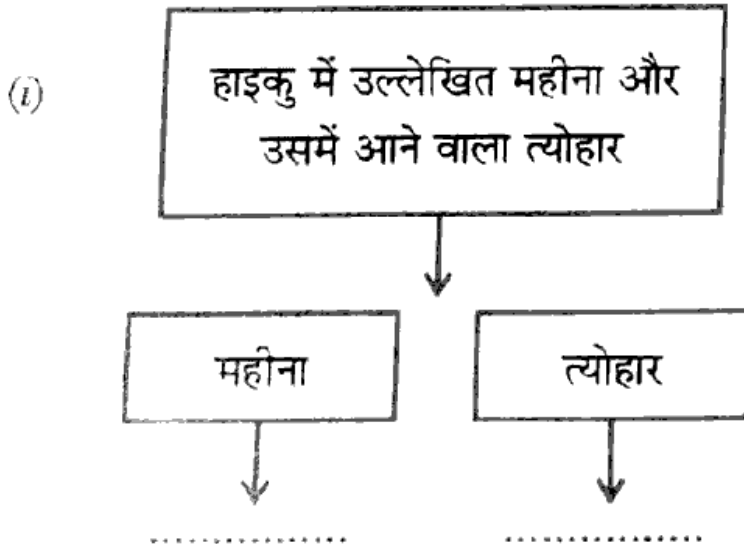 (i)
हाइकु में उल्लेखित महीना और
उसमें आने वाला त्योहार
महीना
त्योहार
.................... ....................